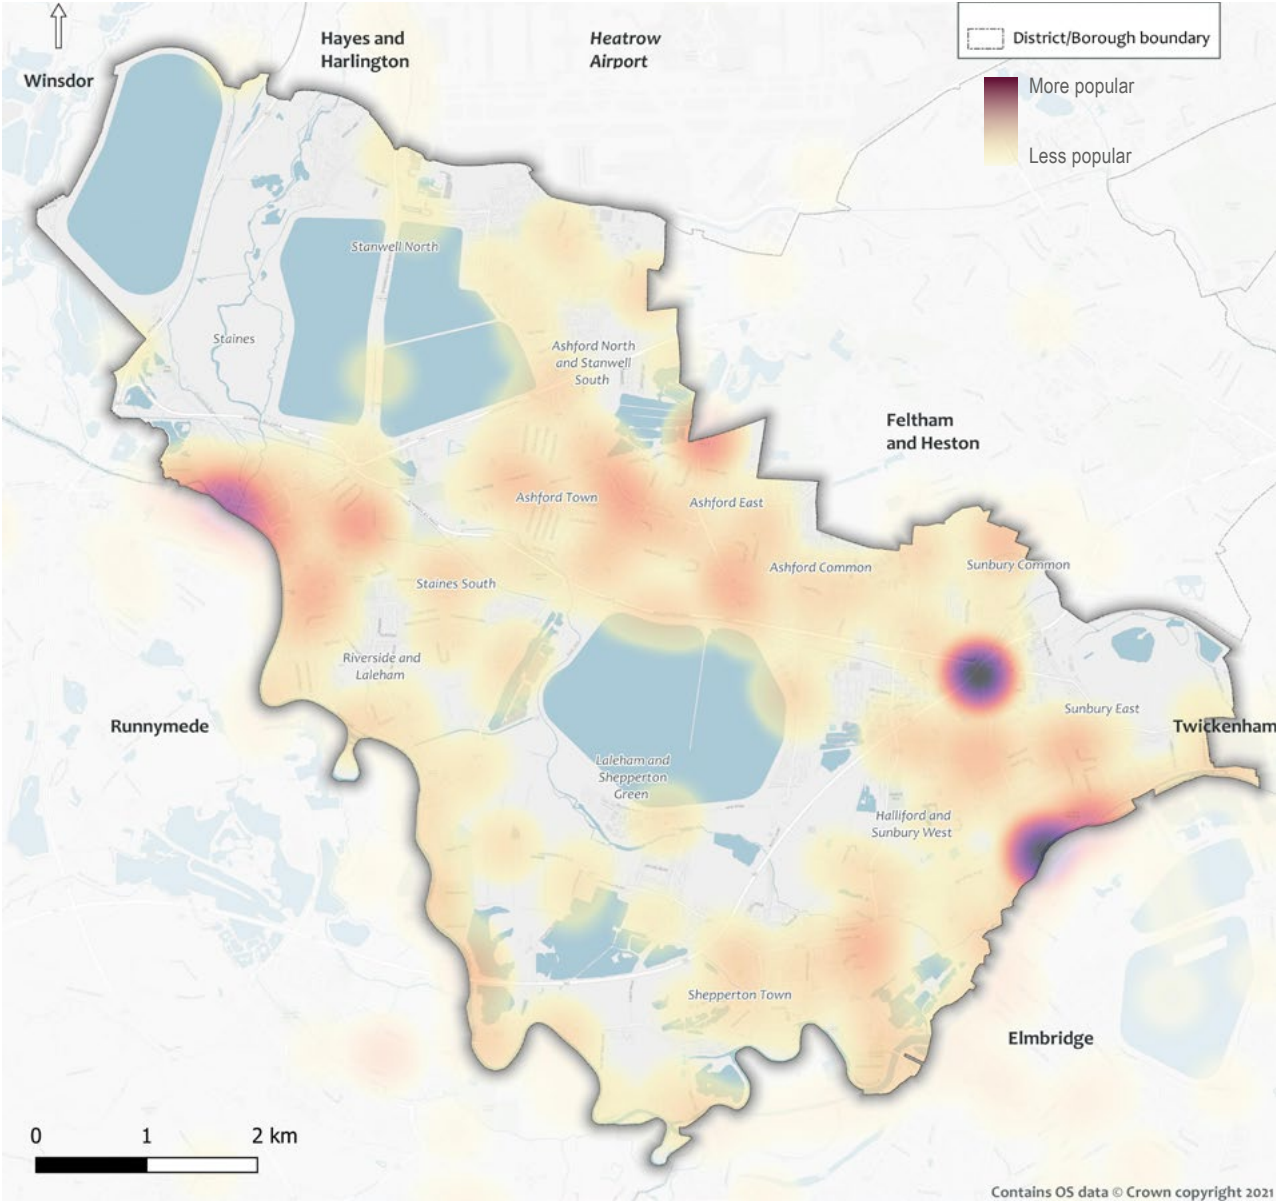 District/Borough boundary
More popular
Less popular
Hayes and
Harlington
Heatrow
Airport
Winsdor
Stanwell North
Staines
Ashford North
and Stanwell
South
Feltham
and Heston
Ashford Town
Ashford East
Ashford Common
Sunbury Common
Staines South
Riverside and
Laleham
Runnymede
Sunbury East
Twickenham
Laleham and
Shepperton
Green
Halliford and
Sunbury West
Shepperton Town
Elmbridge
0 1 2 km
Contains OS data © Crown copyright 2021